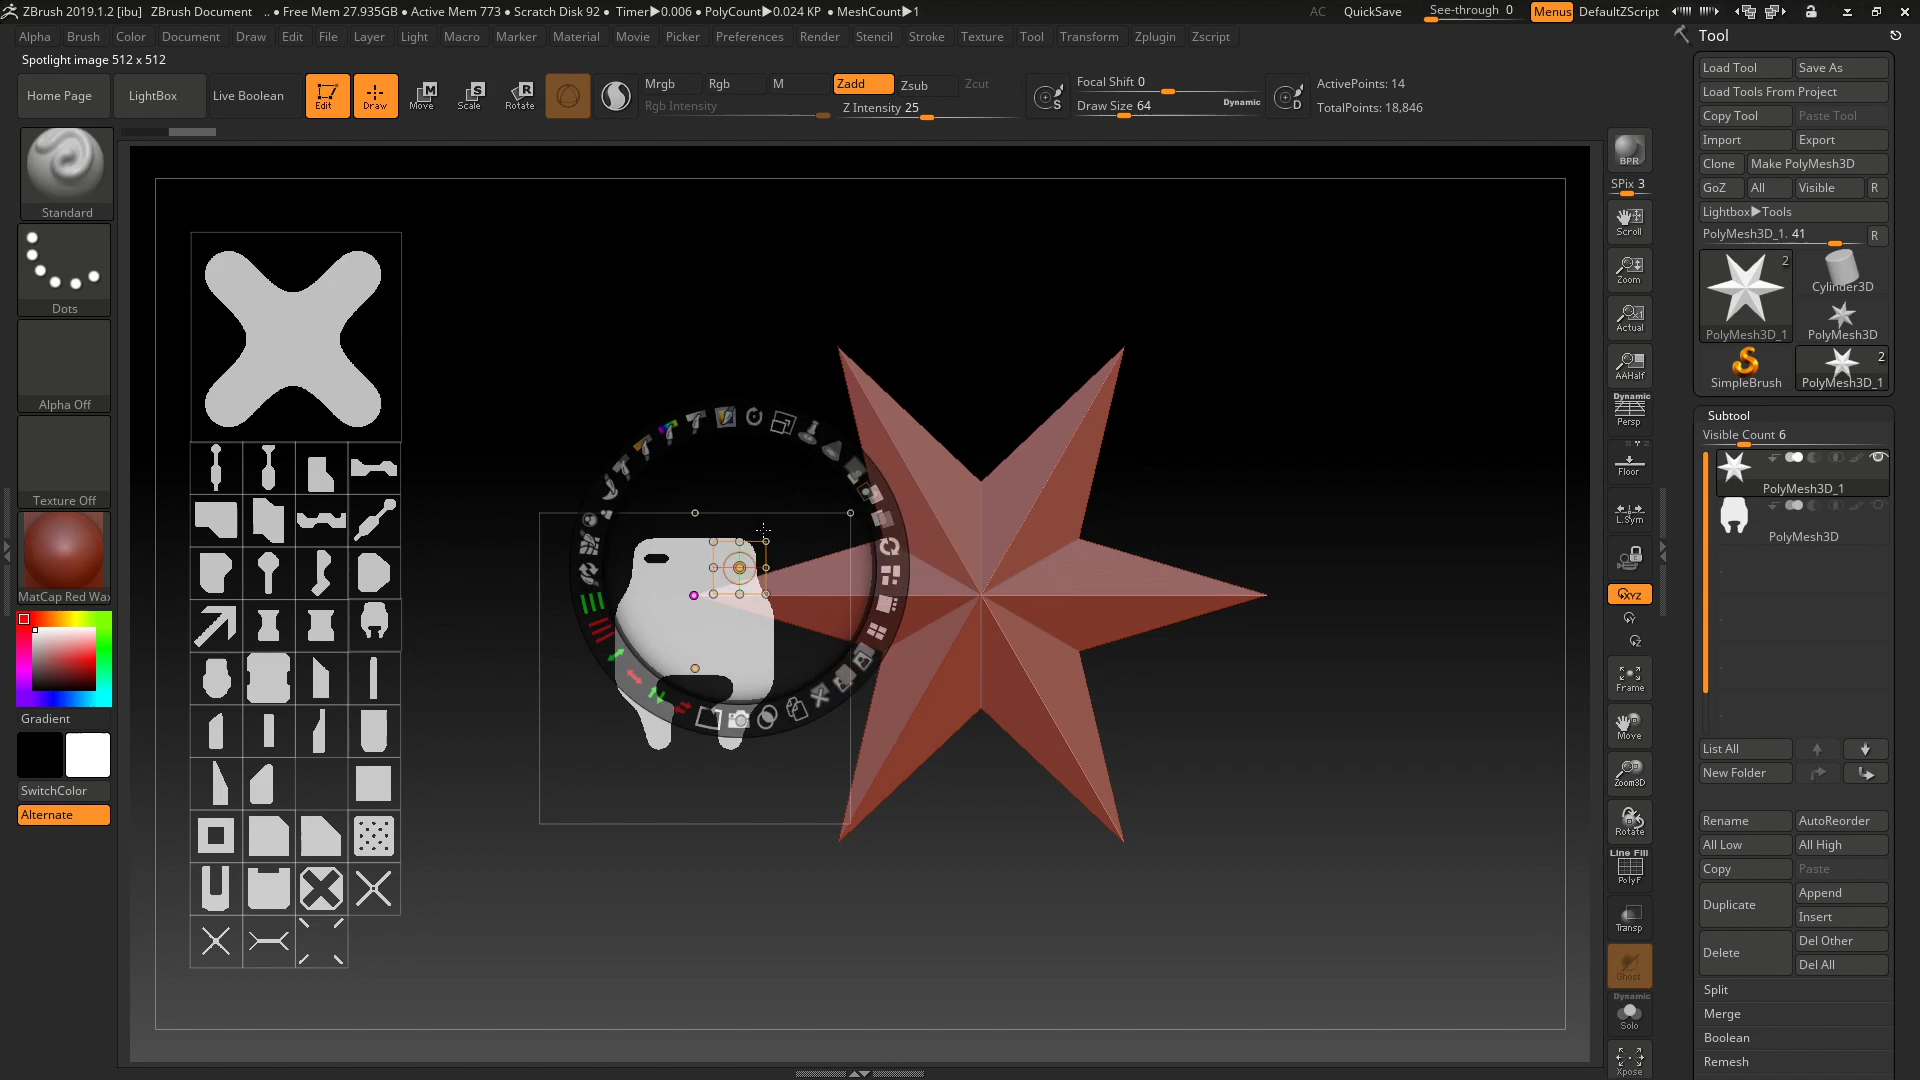 ZBrush 2019.1.2 [ibu] ZBrush Document .. • Free Mem 27.935GB • Active Mem 773 • Scratch Disk 92 • Timer▶0.006 • PolyCount▶0.024 KP • MeshCount▶1 AC QuickSave See-through 0 Menus DefaultZScript
Alpha Brush Color Document Draw Edit File Layer Light Macro Marker Material Movie Picker Preferences Render Stencil Stroke Texture Tool Transform Zplugin Zscript
Spotlight image 512 x 512
Home Page
LightBox
Live Boolean
Edit
Draw
Move
Scale
Rotate
M
S
R
Mrgb Rgb M Zadd Zsub Zcut
Rgb Intensity
Z Intensity 25
S
Focal Shift 0
Draw Size 64
Dynamic
D
ActivePoints: 14
TotalPoints: 18,846
Standard
Dots
Alpha Off
Texture Off
MatCap Red Wax
Gradient
SwitchColor
Alternate
BPR
SPix 3
Scroll
Zoom
Actual
AAHalf
Dynamic
Persp
Floor
L.Sym
XYZ
Y
Z
Frame
Move
Zoom3D
Rotate
Line Fill
PolyF
Transp
Ghost
Dynamic
Solo
Xpose
Tool
Load Tool Save As
Load Tools From Project
Copy Tool Paste Tool
Import Export
Clone Make PolyMesh3D
GoZ All Visible R
Lightbox▶Tools
PolyMesh3D_1. 41 R
2
PolyMesh3D_1
Cylinder3D
PolyMesh3D
SimpleBrush
2
PolyMesh3D_1
Subtool
Visible Count 6
PolyMesh3D_1
PolyMesh3D
List All
New Folder
Rename AutoReorder
All Low All High
Copy Paste
Duplicate
Append
Insert
Delete
Del Other
Del All
Split
Merge
Boolean
Remesh